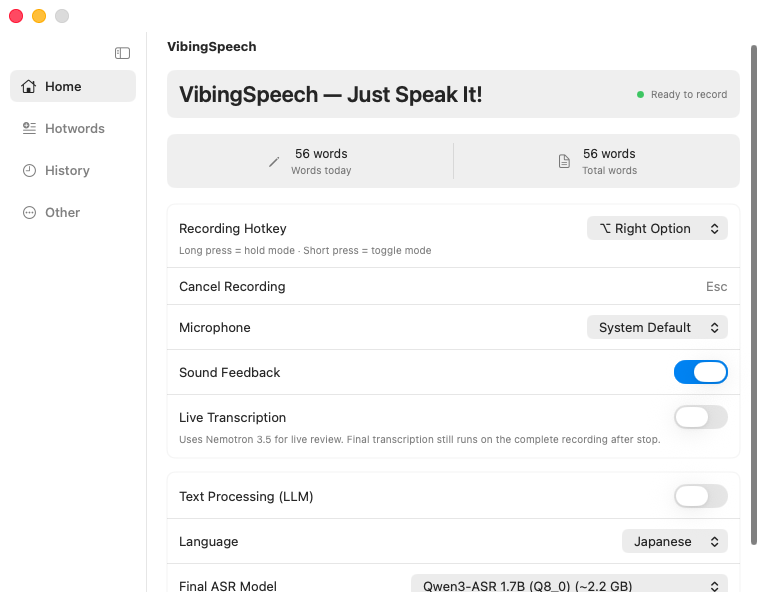 VibingSpeech
Home
Hotwords
History
Other
VibingSpeech — Just Speak It!
Ready to record
56 words
Words today
56 words
Total words
Recording Hotkey
⌥ Right Option
Long press = hold mode · Short press = toggle mode
Cancel Recording
Esc
Microphone
System Default
Sound Feedback
Live Transcription
Uses Nemotron 3.5 for live review. Final transcription still runs on the complete recording after stop.
Text Processing (LLM)
Language
Japanese
Final ASR Model
Qwen3-ASR 1.7B (Q8_0) (~2.2 GB)